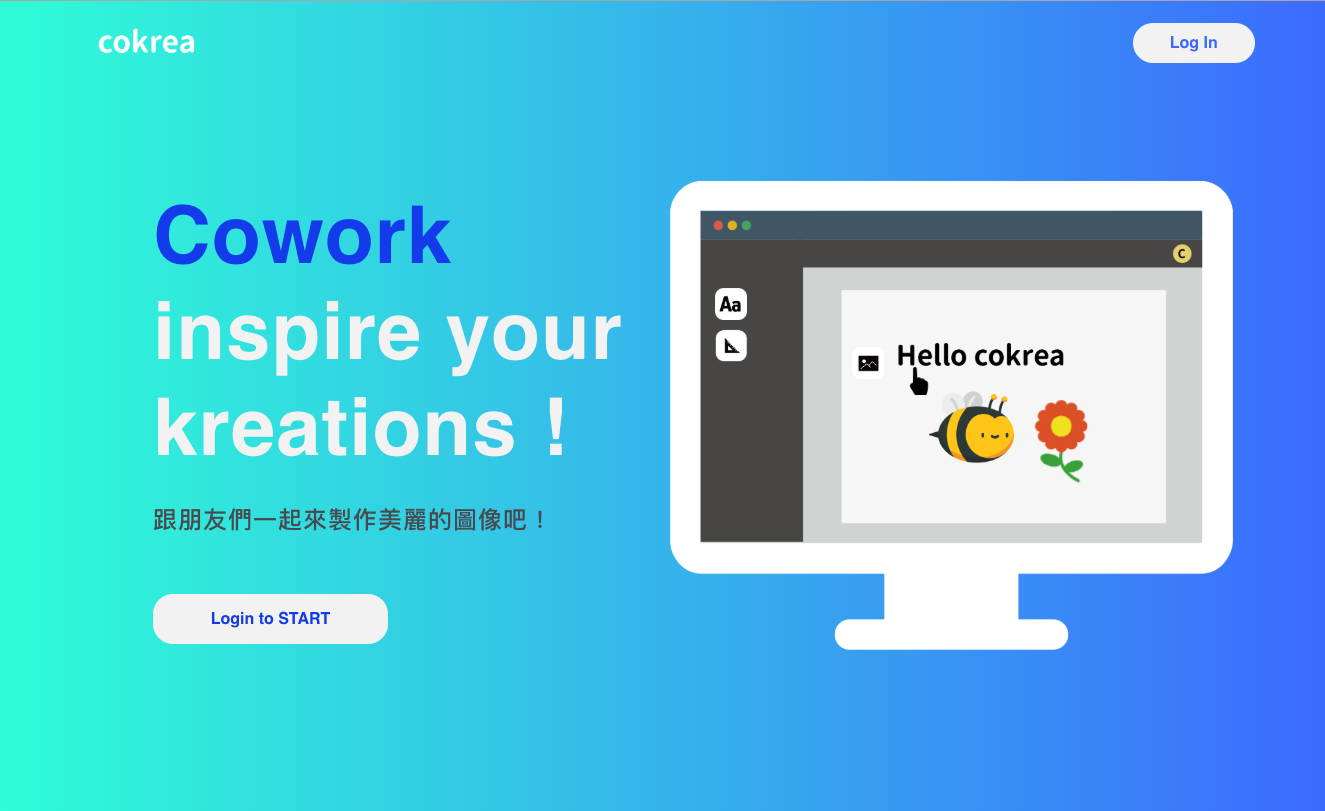 cokrea
Log In
Cowork
inspire your
kreations！
跟朋友們一起來製作美麗的圖像吧！
Login to START
C
Aa
Hello cokrea